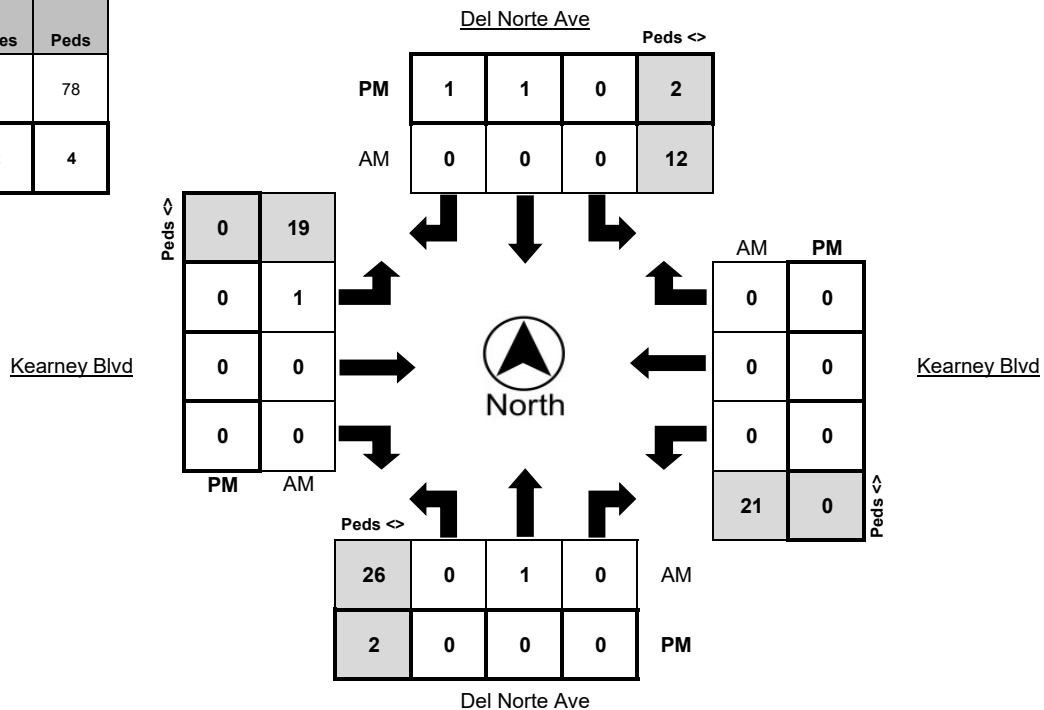 Del Norte Ave
Peds <>
Peds
78
4
PM 1 1 0 2
AM 0 0 0 12
Peds <>
0 19
0 1
0 0
0 0
PM AM
Kearney Blvd
North
AM PM
0 0
0 0
0 0
21 0
Peds <>
Kearney Blvd
Peds <>
26 0 1 0 AM
2 0 0 0 PM
Del Norte Ave